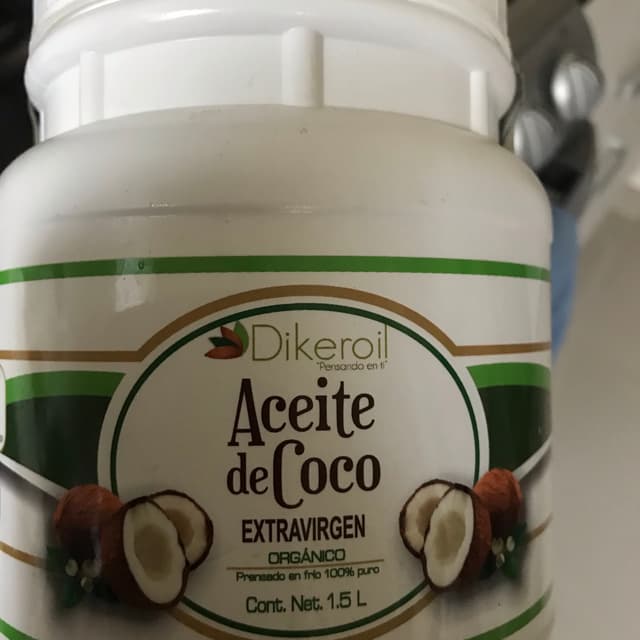 Dikeroil
"Pensando en ti"
Aceite
de Coco
EXTRAVIRGEN
ORGÁNICO
Prensado en frío 100% puro
Cont. Net. 1.5 L